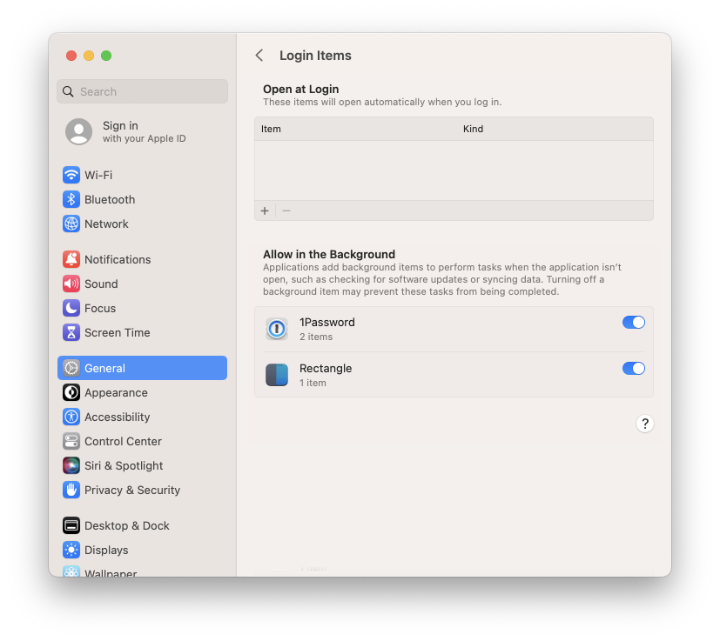 Login Items
Search
Sign in
with your Apple ID
Wi-Fi
Bluetooth
Network
Notifications
Sound
Focus
Screen Time
General
Appearance
Accessibility
Control Center
Siri & Spotlight
Privacy & Security
Desktop & Dock
Displays
Wallpaper
Open at Login
These items will open automatically when you log in.
Item Kind
+ −
Allow in the Background
Applications add background items to perform tasks when the application isn't
open, such as checking for software updates or syncing data. Turning off a
background item may prevent these tasks from being completed.
1Password
2 items
Rectangle
1 item
?